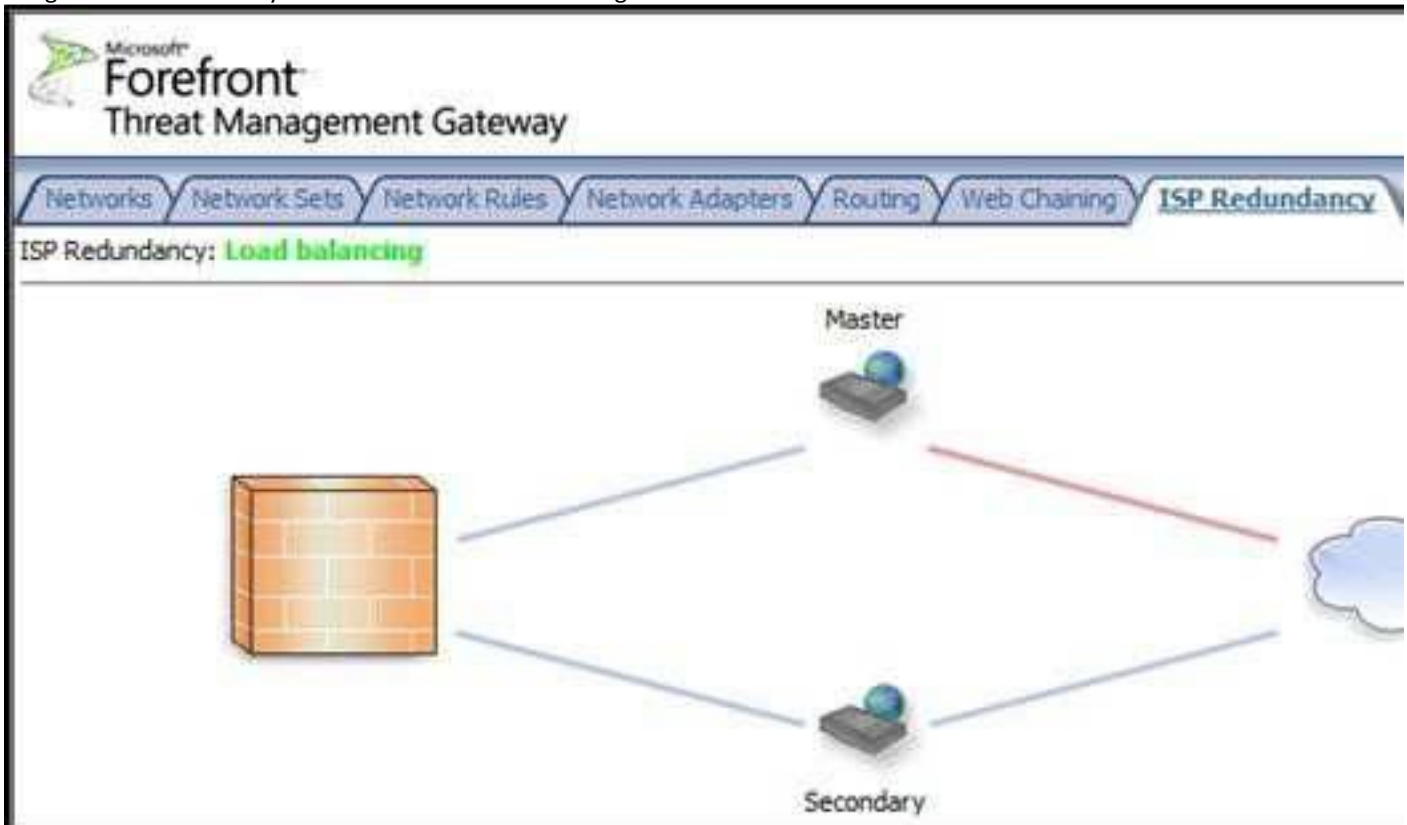 Microsoft
Forefront
Threat Management Gateway
Networks Network Sets Network Rules Network Adapters Routing Web Chaining ISP Redundancy
ISP Redundancy: Load balancing
Master
Secondary